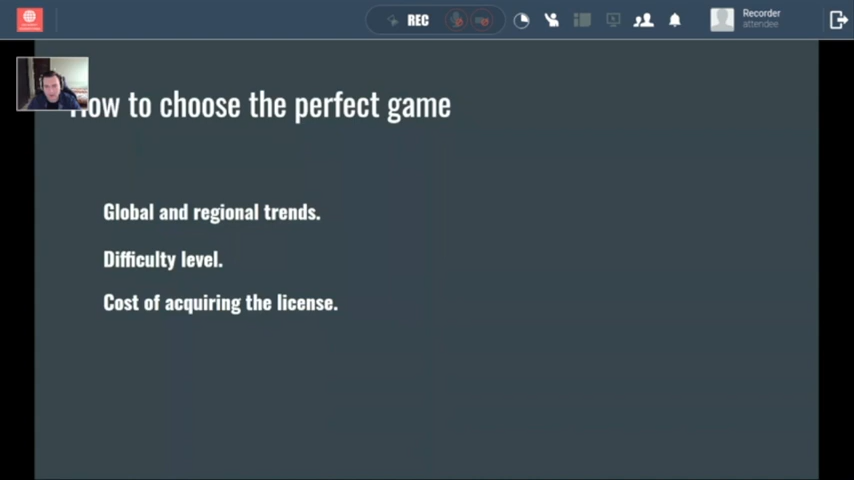 REC
Recorder
attendee
How to choose the perfect game
Global and regional trends.
Difficulty level.
Cost of acquiring the license.